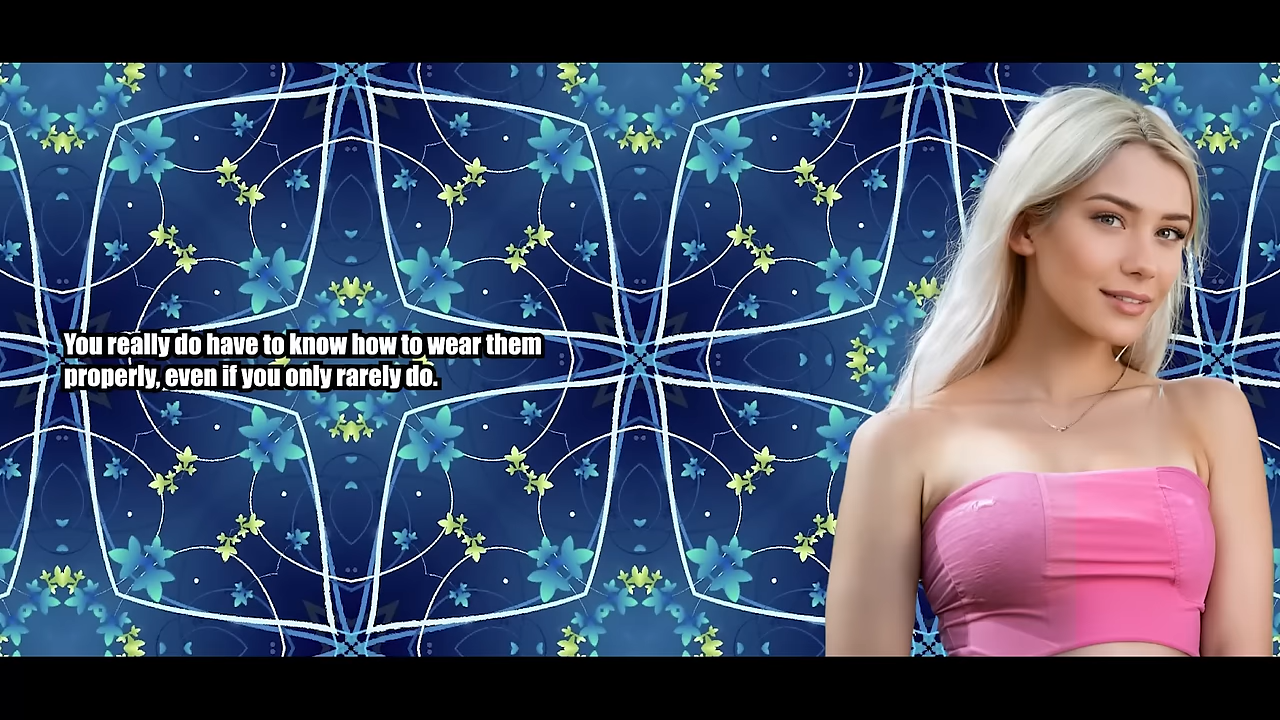 You really do have to know how to wear them
properly, even if you only rarely do.